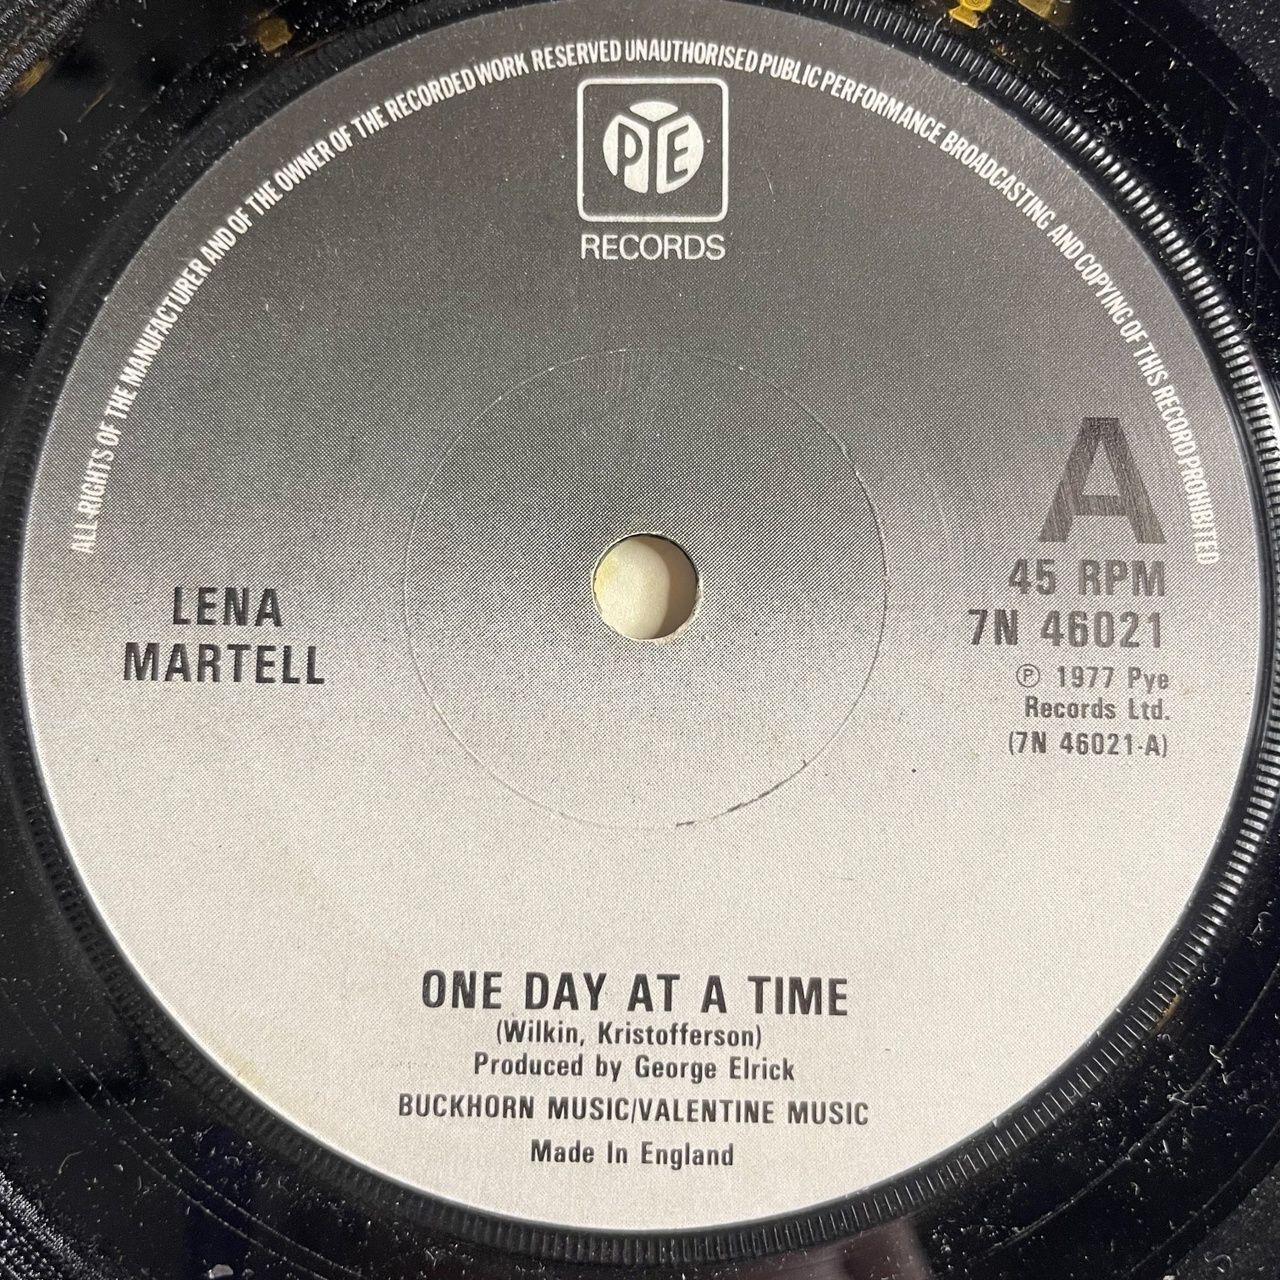 ALL RIGHTS OF THE MANUFACTURER AND OF THE OWNER OF THE RECORDED WORK RESERVED UNAUTHORISED PUBLIC PERFORMANCE BROADCASTING AND COPYING OF THIS RECORD PROHIBITED
PYE
RECORDS
A
45 RPM
7N 46021
℗ 1977 Pye
Records Ltd.
(7N 46021-A)
LENA
MARTELL
ONE DAY AT A TIME
(Wilkin, Kristofferson)
Produced by George Elrick
BUCKHORN MUSIC/VALENTINE MUSIC
Made In England